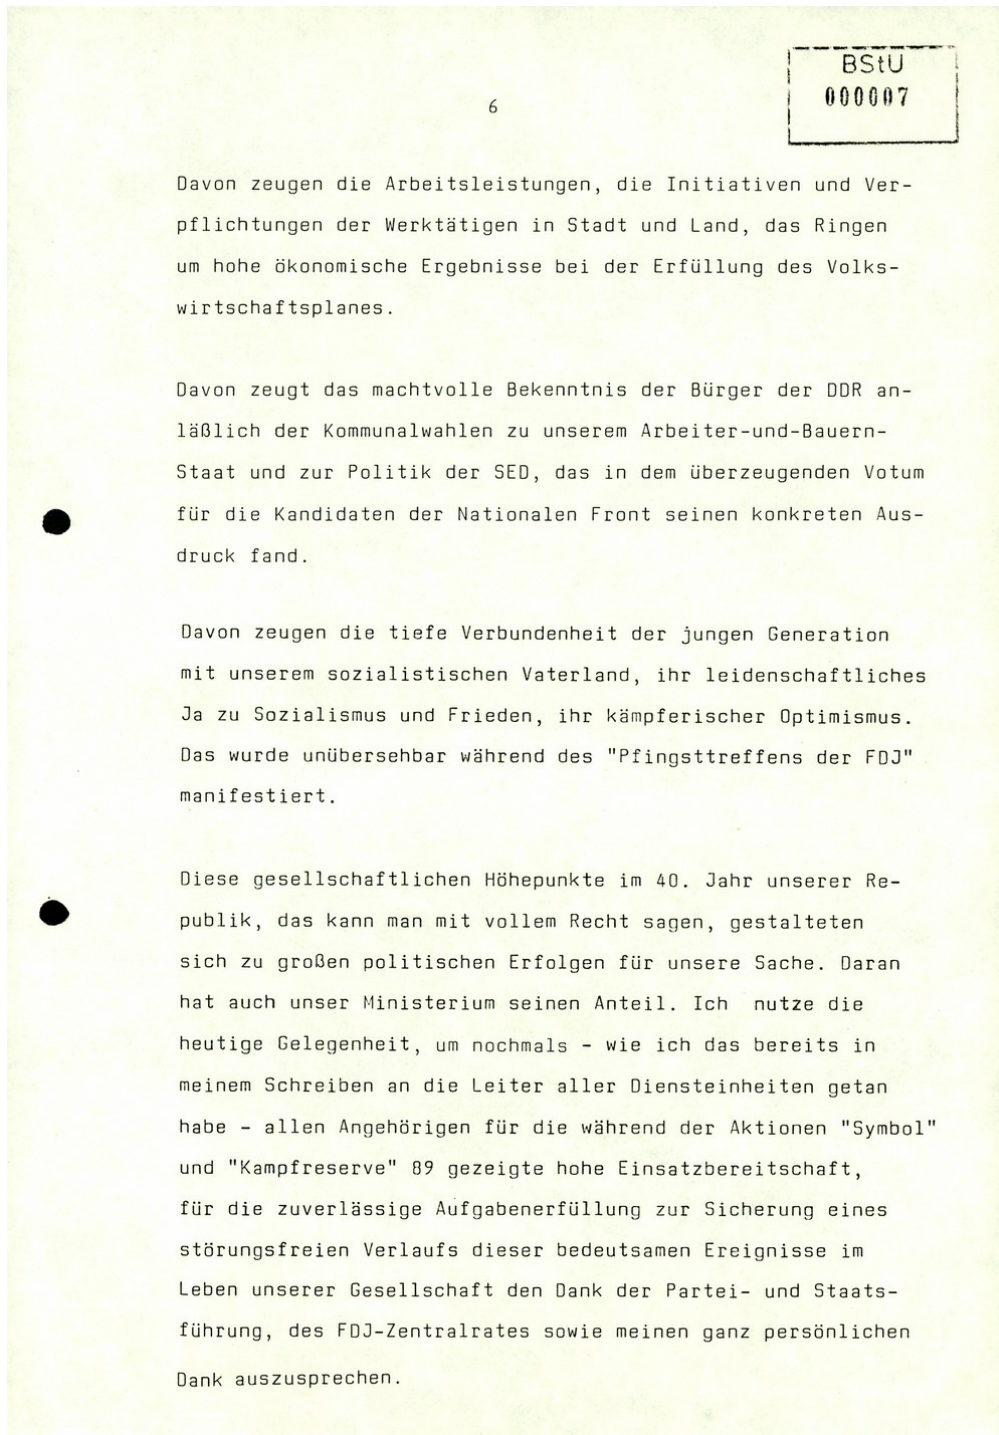 BStU
000007
6
Davon zeugen die Arbeitsleistungen, die Initiativen und Ver-
pflichtungen der Werktätigen in Stadt und Land, das Ringen
um hohe ökonomische Ergebnisse bei der Erfüllung des Volks-
wirtschaftsplanes.
Davon zeugt das machtvolle Bekenntnis der Bürger der DDR an-
läßlich der Kommunalwahlen zu unserem Arbeiter-und-Bauern-
Staat und zur Politik der SED, das in dem überzeugenden Votum
für die Kandidaten der Nationalen Front seinen konkreten Aus-
druck fand.
Davon zeugen die tiefe Verbundenheit der jungen Generation
mit unserem sozialistischen Vaterland, ihr leidenschaftliches
Ja zu Sozialismus und Frieden, ihr kämpferischer Optimismus.
Das wurde unübersehbar während des "Pfingsttreffens der FDJ"
manifestiert.
Diese gesellschaftlichen Höhepunkte im 40. Jahr unserer Re-
publik, das kann man mit vollem Recht sagen, gestalteten
sich zu großen politischen Erfolgen für unsere Sache. Daran
hat auch unser Ministerium seinen Anteil. Ich nutze die
heutige Gelegenheit, um nochmals - wie ich das bereits in
meinem Schreiben an die Leiter aller Diensteinheiten getan
habe - allen Angehörigen für die während der Aktionen "Symbol"
und "Kampfreserve" 89 gezeigte hohe Einsatzbereitschaft,
für die zuverlässige Aufgabenerfüllung zur Sicherung eines
störungsfreien Verlaufs dieser bedeutsamen Ereignisse im
Leben unserer Gesellschaft den Dank der Partei- und Staats-
führung, des FDJ-Zentralrates sowie meinen ganz persönlichen
Dank auszusprechen.